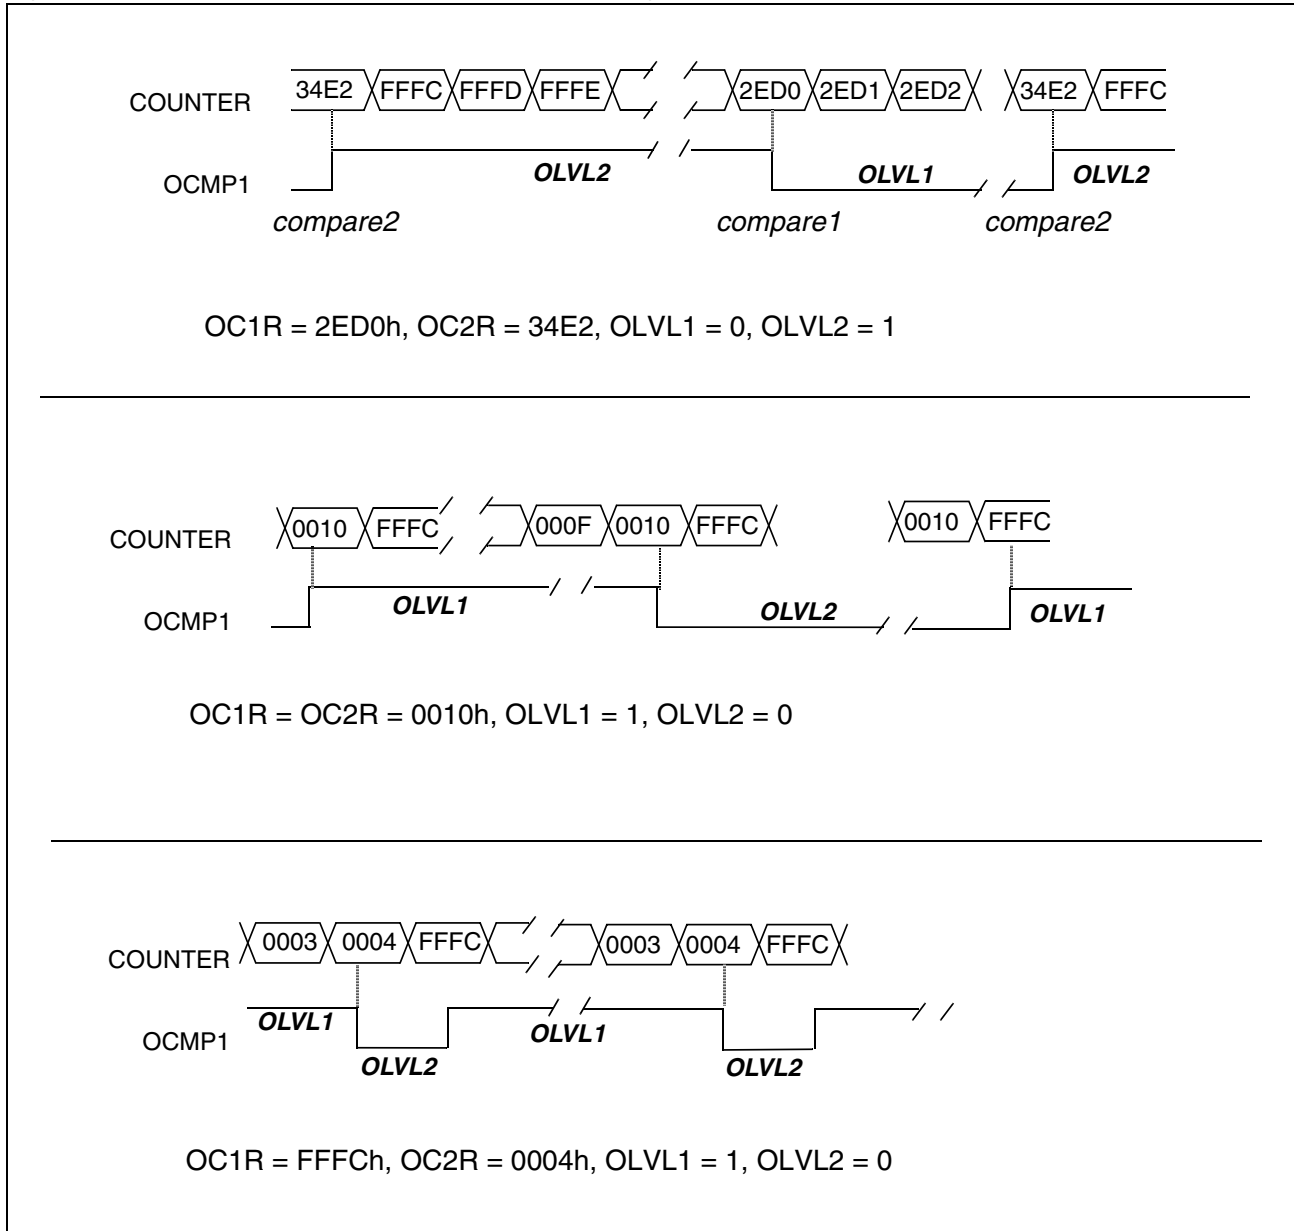 COUNTER 34E2 FFFC FFFD FFFE 2ED0 2ED1 2ED2 34E2 FFFC
OCMP1 OLVL2 OLVL1 OLVL2
compare2 compare1 compare2
OC1R = 2ED0h, OC2R = 34E2, OLVL1 = 0, OLVL2 = 1
COUNTER 0010 FFFC 000F 0010 FFFC 0010 FFFC
OCMP1 OLVL1 OLVL2 OLVL1
OC1R = OC2R = 0010h, OLVL1 = 1, OLVL2 = 0
COUNTER 0003 0004 FFFC 0003 0004 FFFC
OLVL1 OLVL1
OCMP1
OLVL2 OLVL2
OC1R = FFFCh, OC2R = 0004h, OLVL1 = 1, OLVL2 = 0